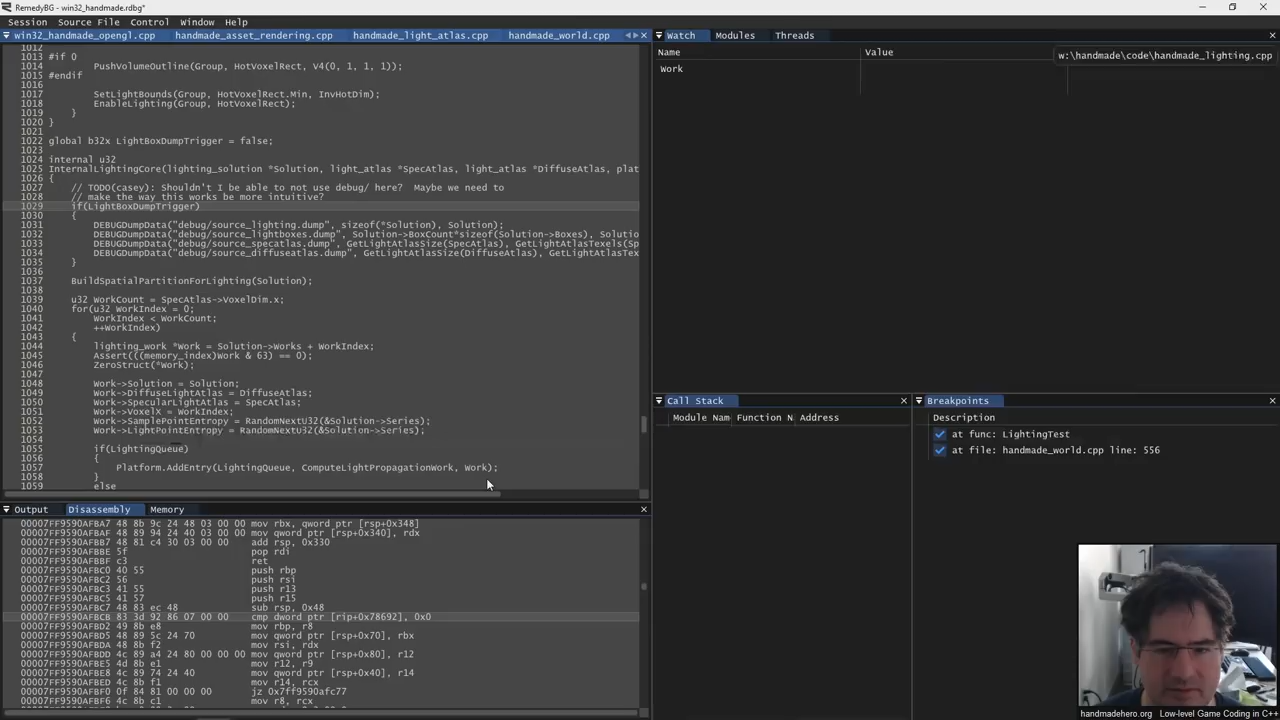 RemedyBG - win32_handmade.rdbg*
Session Source File Control Window Help
win32_handmade_opengl.cpp handmade_asset_rendering.cpp handmade_light_atlas.cpp handmade_world.cpp
1012
1013 #if 0
1014 PushVolumeOutline(Group, HotVoxelRect, V4(0, 1, 1, 1));
1015 #endif
1016
1017 SetLightBounds(Group, HotVoxelRect.Min, InvHotDim);
1018 EnableLighting(Group, HotVoxelRect);
1019 }
1020 }
1021
1022 global b32x LightBoxDumpTrigger = false;
1023
1024 internal u32
1025 InternalLightingCore(lighting_solution *Solution, light_atlas *SpecAtlas, light_atlas *DiffuseAtlas, plat
1026 {
1027 // TODO(casey): Shouldn't I be able to not use debug/ here? Maybe we need to
1028 // make the way this works be more intuitive?
1029 if(LightBoxDumpTrigger)
1030 {
1031 DEBUGDumpData("debug/source_lighting.dump", sizeof(*Solution), Solution);
1032 DEBUGDumpData("debug/source_lightboxes.dump", Solution->BoxCount*sizeof(Solution->Boxes), Solutio
1033 DEBUGDumpData("debug/source_specatlas.dump", GetLightAtlasSize(SpecAtlas), GetLightAtlasTexels(Sp
1034 DEBUGDumpData("debug/source_diffuseatlas.dump", GetLightAtlasSize(DiffuseAtlas), GetLightAtlasTex
1035 }
1036
1037 BuildSpatialPartitionForLighting(Solution);
1038
1039 u32 WorkCount = SpecAtlas->VoxelDim.x;
1040 for(u32 WorkIndex = 0;
1041 WorkIndex < WorkCount;
1042 ++WorkIndex)
1043 {
1044 lighting_work *Work = Solution->Works + WorkIndex;
1045 Assert(((memory_index)Work & 63) == 0);
1046 ZeroStruct(*Work);
1047
1048 Work->Solution = Solution;
1049 Work->DiffuseLightAtlas = DiffuseAtlas;
1050 Work->SpecularLightAtlas = SpecAtlas;
1051 Work->VoxelX = WorkIndex;
1052 Work->SamplePointEntropy = RandomNextU32(&Solution->Series);
1053 Work->LightPointEntropy = RandomNextU32(&Solution->Series);
1054
1055 if(LightingQueue)
1056 {
1057 Platform.AddEntry(LightingQueue, ComputeLightPropagationWork, Work);
1058 }
1059 else
Output Disassembly Memory
00007FF9590AFBA7 48 8b 9c 24 48 03 00 00 mov rbx, qword ptr [rsp+0x348]
00007FF9590AFBAF 48 89 94 24 40 03 00 00 mov qword ptr [rsp+0x340], rdx
00007FF9590AFBB7 48 81 c4 30 03 00 00 add rsp, 0x330
00007FF9590AFBBE 5f pop rdi
00007FF9590AFBBF c3 ret
00007FF9590AFBC0 40 55 push rbp
00007FF9590AFBC2 56 push rsi
00007FF9590AFBC3 41 55 push r13
00007FF9590AFBC5 41 57 push r15
00007FF9590AFBC7 48 83 ec 48 sub rsp, 0x48
00007FF9590AFBCB 83 3d 92 86 07 00 00 cmp dword ptr [rip+0x78692], 0x0
00007FF9590AFBD2 49 8b e8 mov rbp, r8
00007FF9590AFBD5 48 89 5c 24 70 mov qword ptr [rsp+0x70], rbx
00007FF9590AFBDA 48 8b f2 mov rsi, rdx
00007FF9590AFBDD 4c 89 a4 24 80 00 00 00 mov qword ptr [rsp+0x80], r12
00007FF9590AFBE5 4d 8b e1 mov r12, r9
00007FF9590AFBE8 4c 89 74 24 40 mov qword ptr [rsp+0x40], r14
00007FF9590AFBED 4c 8b f1 mov r14, rcx
00007FF9590AFBF0 0f 84 81 00 00 00 jz 0x7ff9590afc77
00007FF9590AFBF6 4c 8b c1 mov r8, rcx
Watch Modules Threads
Name Value
w:\handmade\code\handmade_lighting.cpp
Work
Call Stack
Module Nam Function N Address
Breakpoints
Description
at func: LightingTest
at file: handmade_world.cpp line: 556
handmadehero.org | Low-level Game Coding in C++